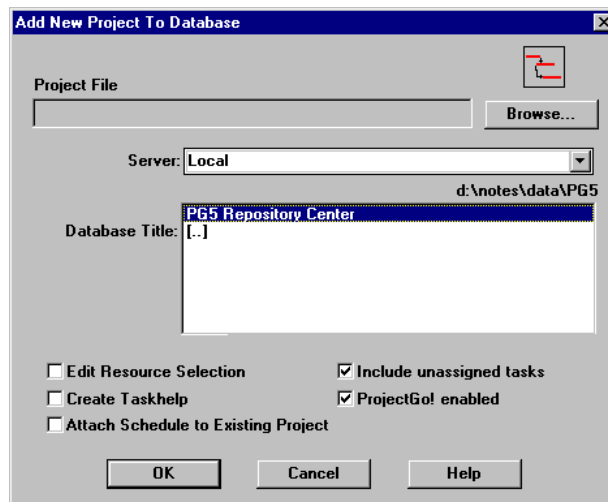 Add New Project To Database
Project File
Browse...
Server: Local
d:\notes\data\PG5
PG5 Repository Center
Database Title: [..]
Edit Resource Selection
Include unassigned tasks
Create Taskhelp
ProjectGo! enabled
Attach Schedule to Existing Project
OK Cancel Help